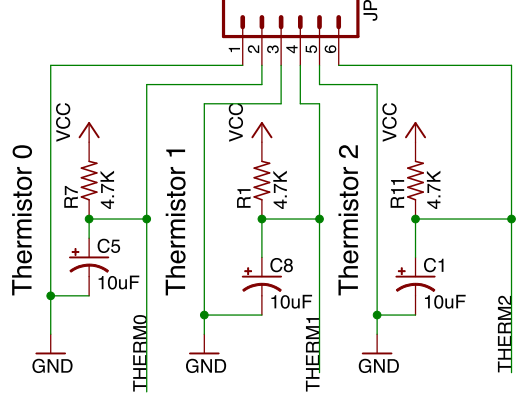 JP
1
2
3
4
5
6
Thermistor 0
VCC
R7
4.7K
C5
+
10uF
GND
THERM0
Thermistor 1
VCC
R1
4.7K
C8
+
10uF
GND
THERM1
Thermistor 2
VCC
R11
4.7K
C1
+
10uF
GND
THERM2